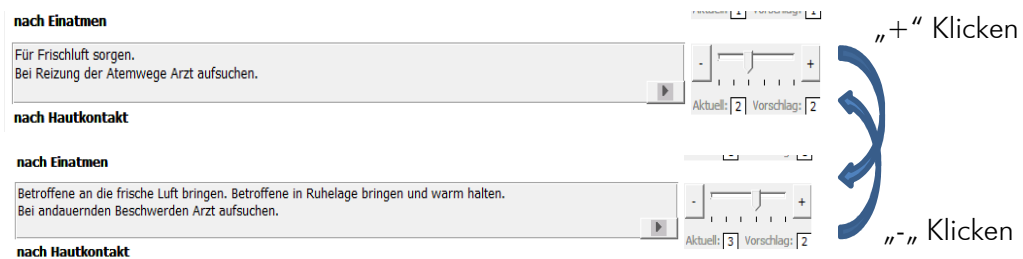 nach Einatmen
„+“ Klicken
Für Frischluft sorgen.
Bei Reizung der Atemwege Arzt aufsuchen.
- +
Aktuell: 2 Vorschlag: 2
nach Hautkontakt
nach Einatmen
Betroffene an die frische Luft bringen. Betroffene in Ruhelage bringen und warm halten.
Bei andauernden Beschwerden Arzt aufsuchen.
- +
Aktuell: 3 Vorschlag: 2
„-„ Klicken
nach Hautkontakt